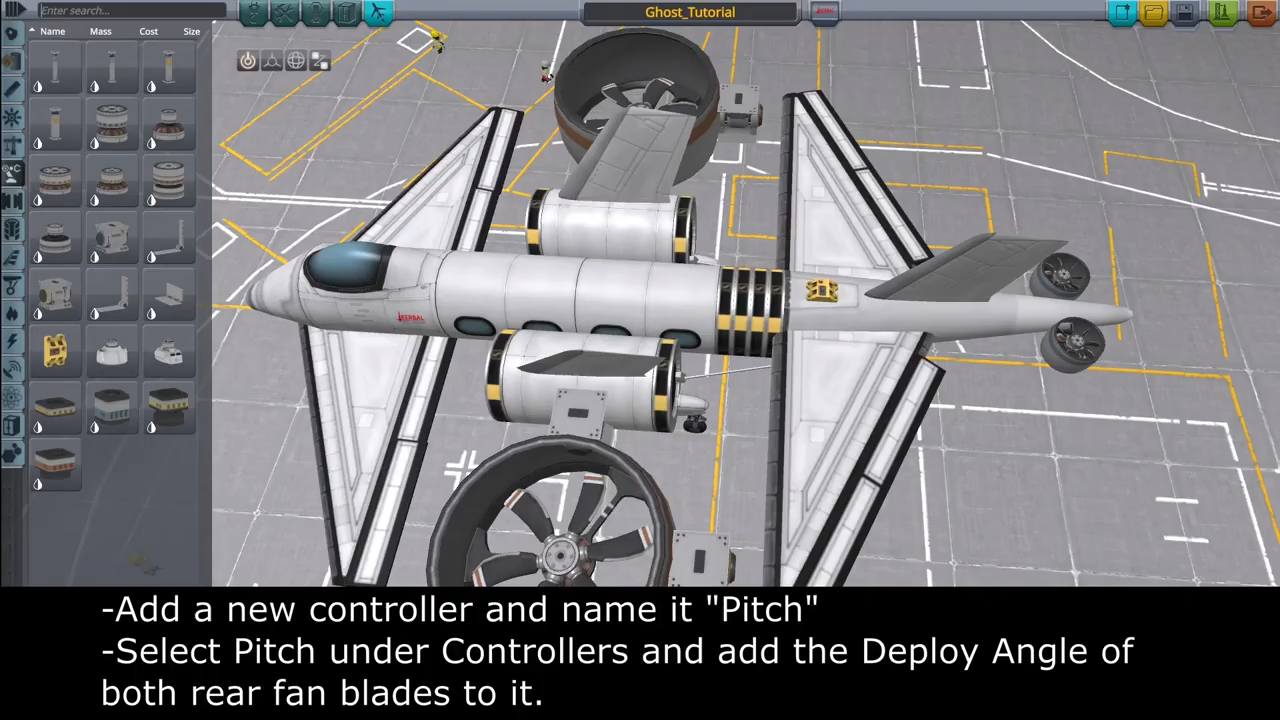 Enter search...
Ghost_Tutorial
Name Mass Cost Size
°C
KERBAL
-Add a new controller and name it "Pitch"
-Select Pitch under Controllers and add the Deploy Angle of
both rear fan blades to it.